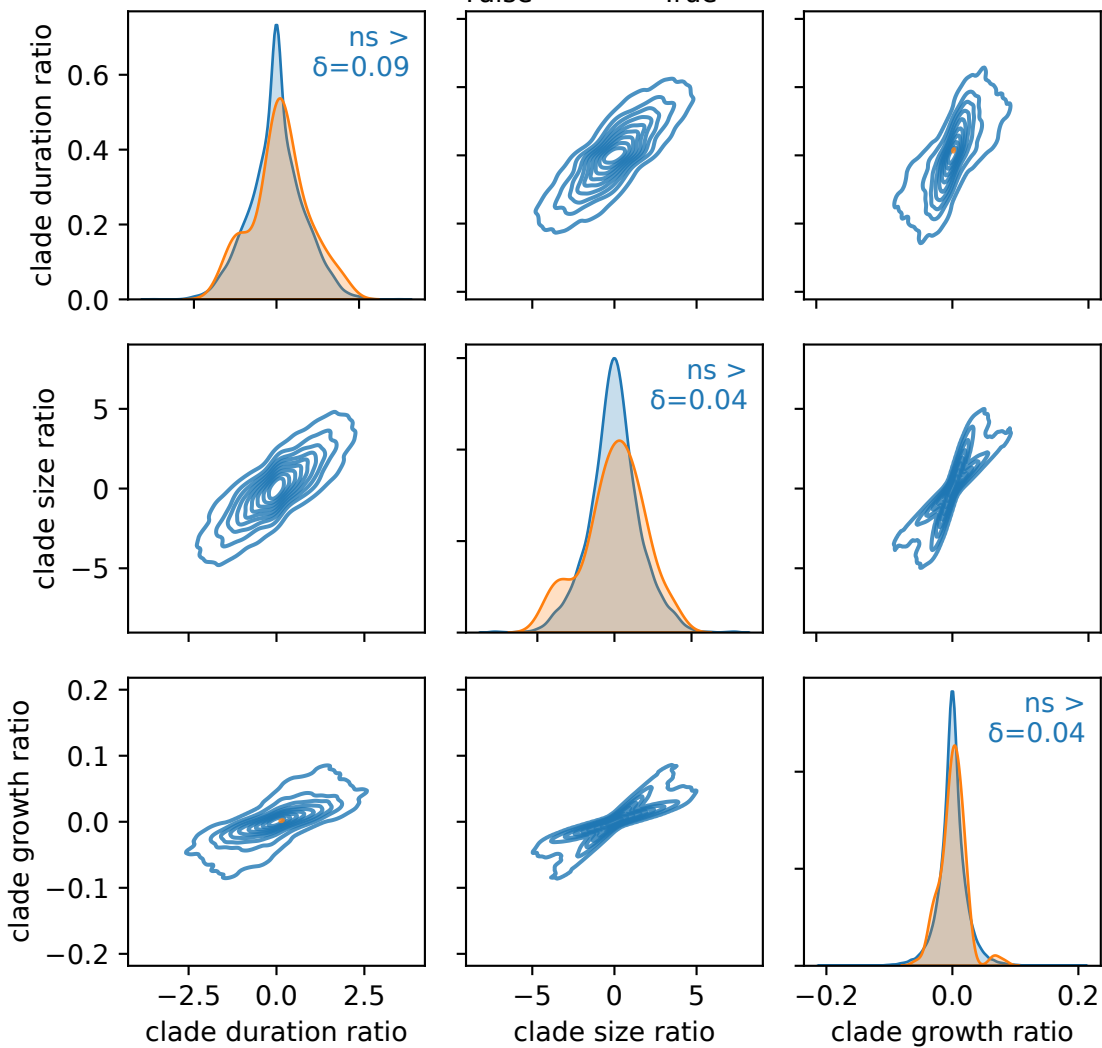 True
clade duration ratio
0.6
0.4
0.2
0.0
ns >
δ=0.09
clade size ratio
5
0
−5
ns >
δ=0.04
clade growth ratio
0.2
0.1
0.0
−0.1
−0.2
ns >
δ=0.04
−2.5 0.0 2.5
−5 0 5
−0.2 0.0 0.2
clade duration ratio
clade size ratio
clade growth ratio